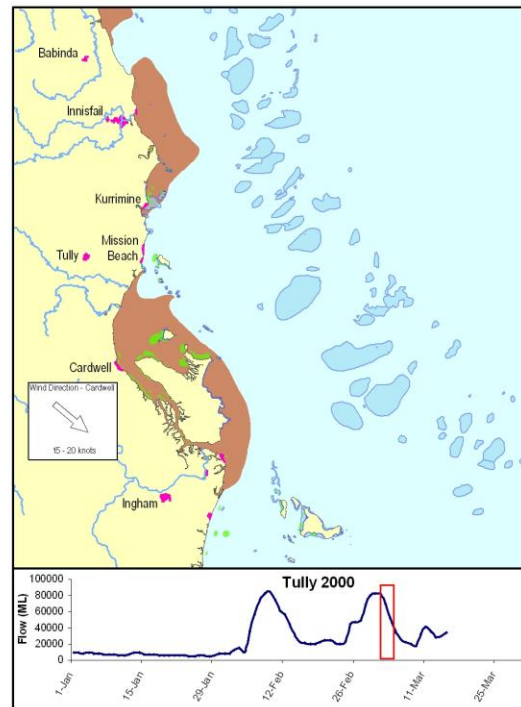 Babinda
Innisfail
Kurrimine
Mission
Beach
Tully
Cardwell
Wind Direction - Cardwell
15 - 20 knots
Ingham
Tully 2000
Flow (ML)
100000
80000
60000
40000
20000
0
1-Jan
15-Jan
29-Jan
12-Feb
26-Feb
11-Mar
25-Mar